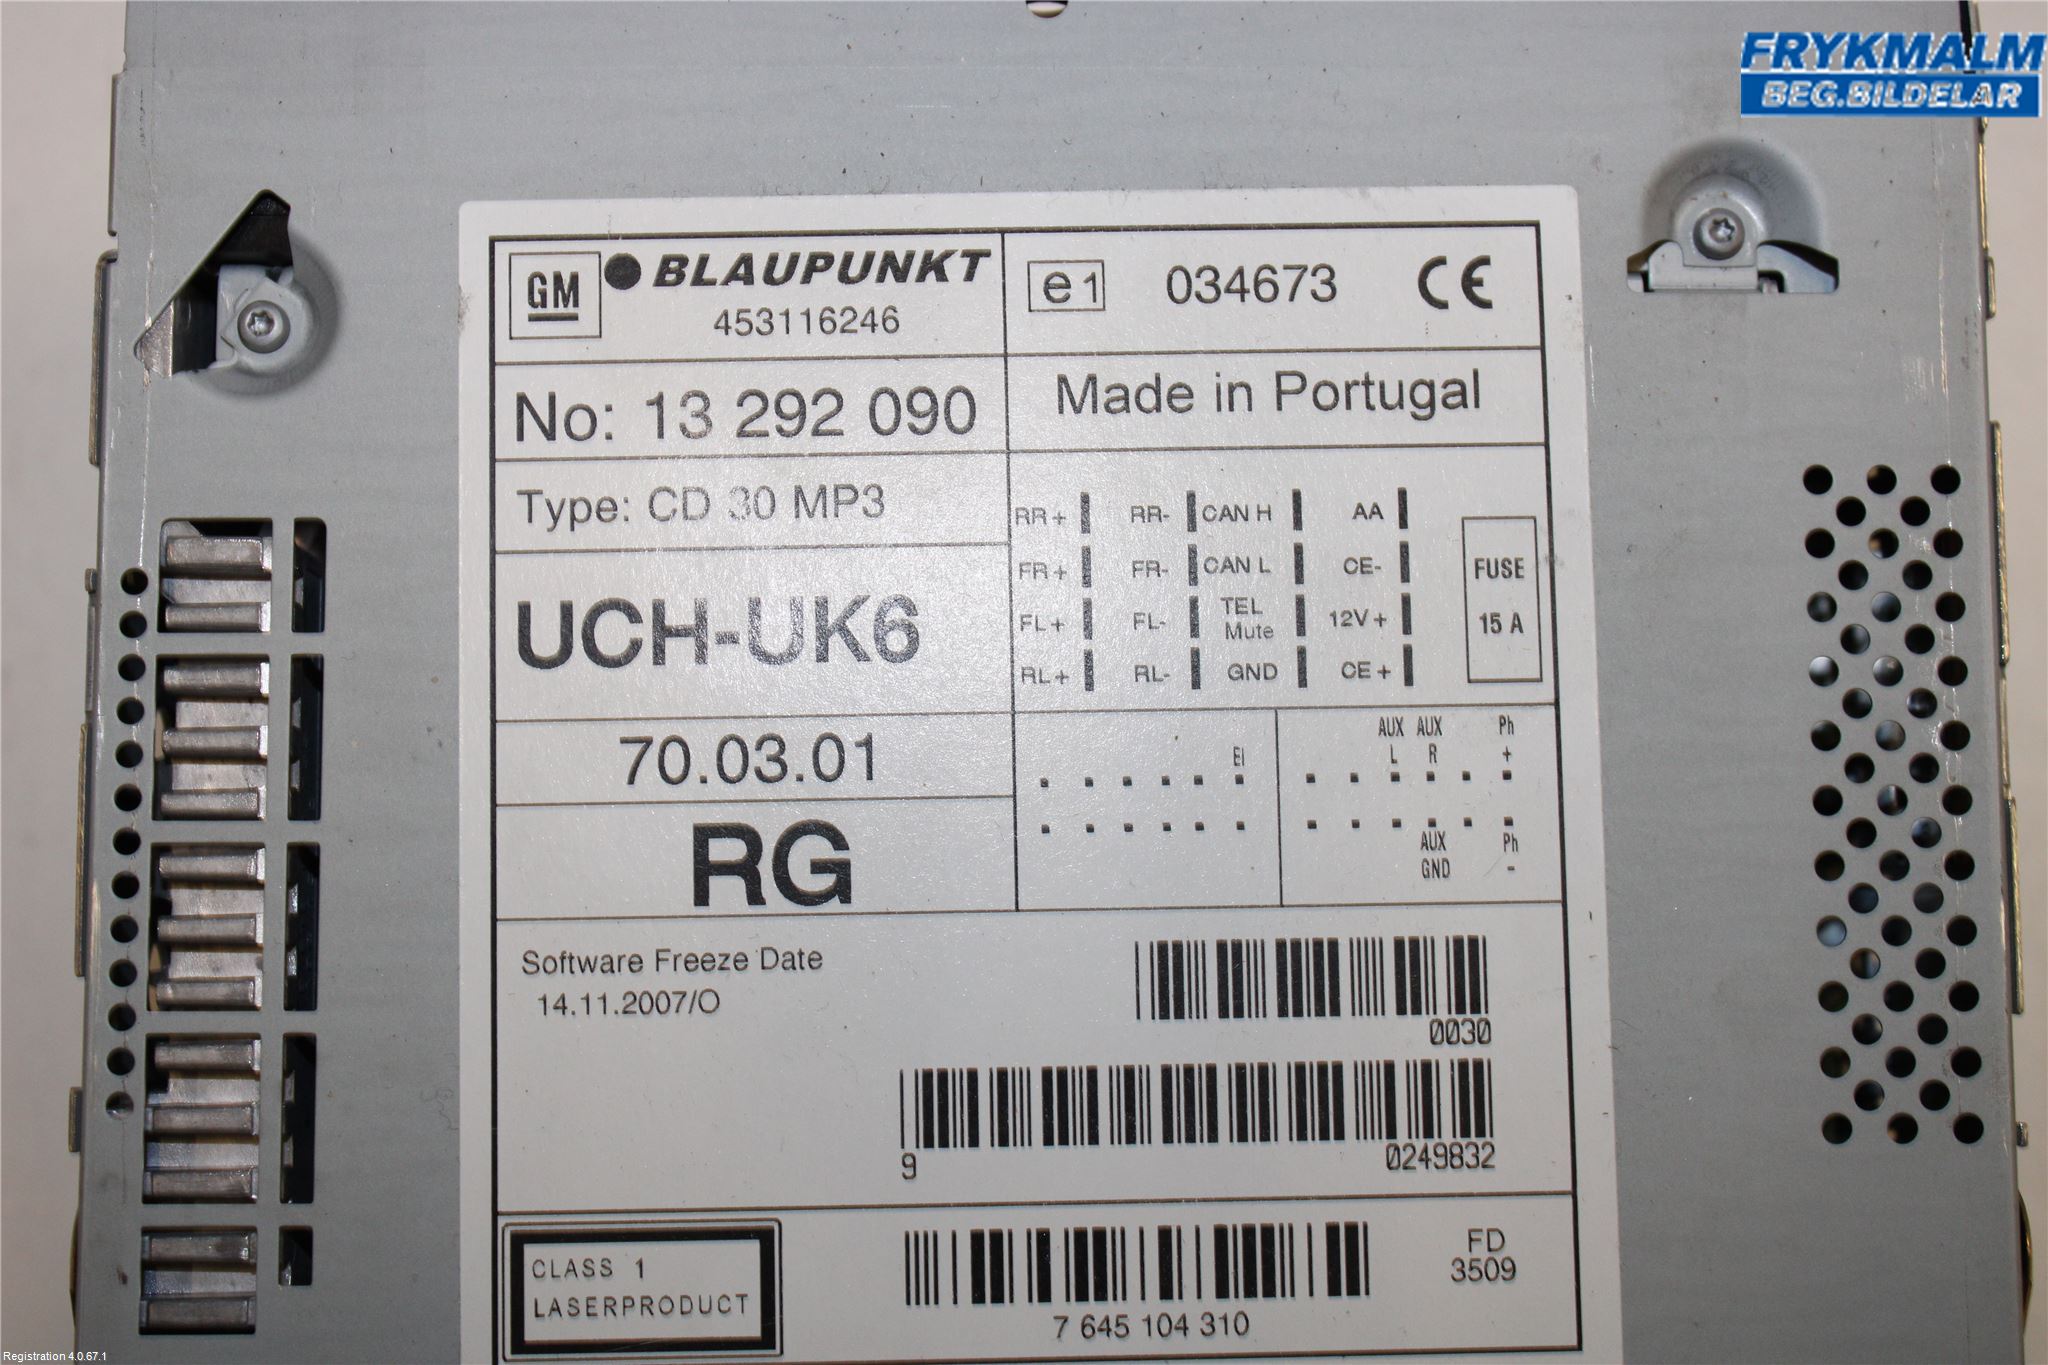 FRYKMALM
BEG.BILDELAR
GM BLAUPUNKT
453116246
e1 034673 CE
No: 13 292 090
Made in Portugal
Type: CD 30 MP3
UCH-UK6
70.03.01
RG
RR+ RR- CAN H AA
FR+ FR- CAN L CE-
FL+ FL- TEL Mute 12V+
RL+ RL- GND CE+
FUSE
15 A
EI
AUX AUX Ph
L R +
AUX Ph
GND -
Software Freeze Date
14.11.2007/O
0030
9 0249832
CLASS 1
LASERPRODUCT
7 645 104 310
FD
3509
Registration 4.0.67.1